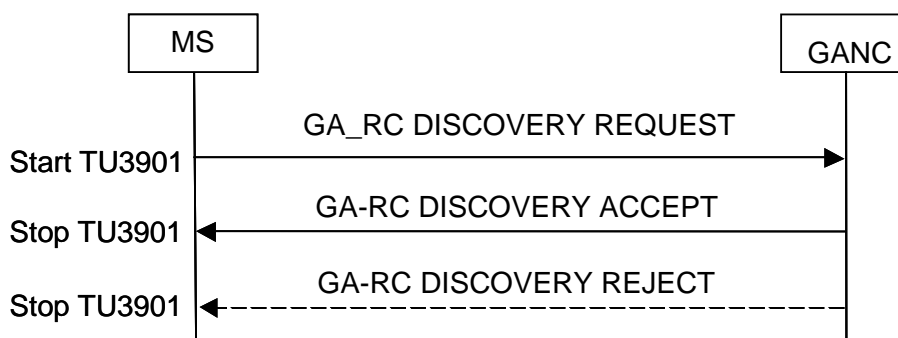 MS
GANC
GA_RC DISCOVERY REQUEST
Start TU3901
GA-RC DISCOVERY ACCEPT
Stop TU3901
GA-RC DISCOVERY REJECT
Stop TU3901